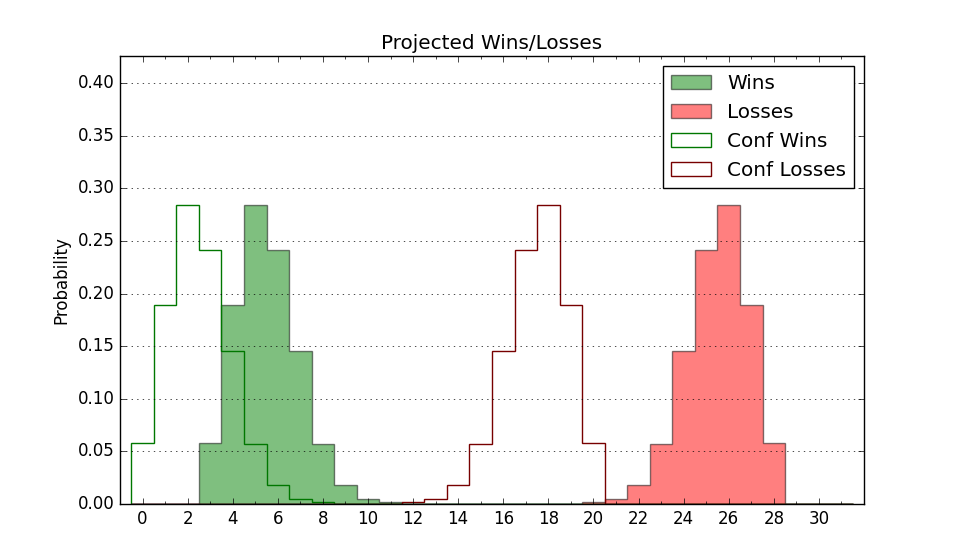 Projected Wins/Losses
Wins
Losses
Conf Wins
Conf Losses
Probability
0.40
0.35
0.30
0.25
0.20
0.15
0.10
0.05
0.00
0 2 4 6 8 10 12 14 16 18 20 22 24 26 28 30